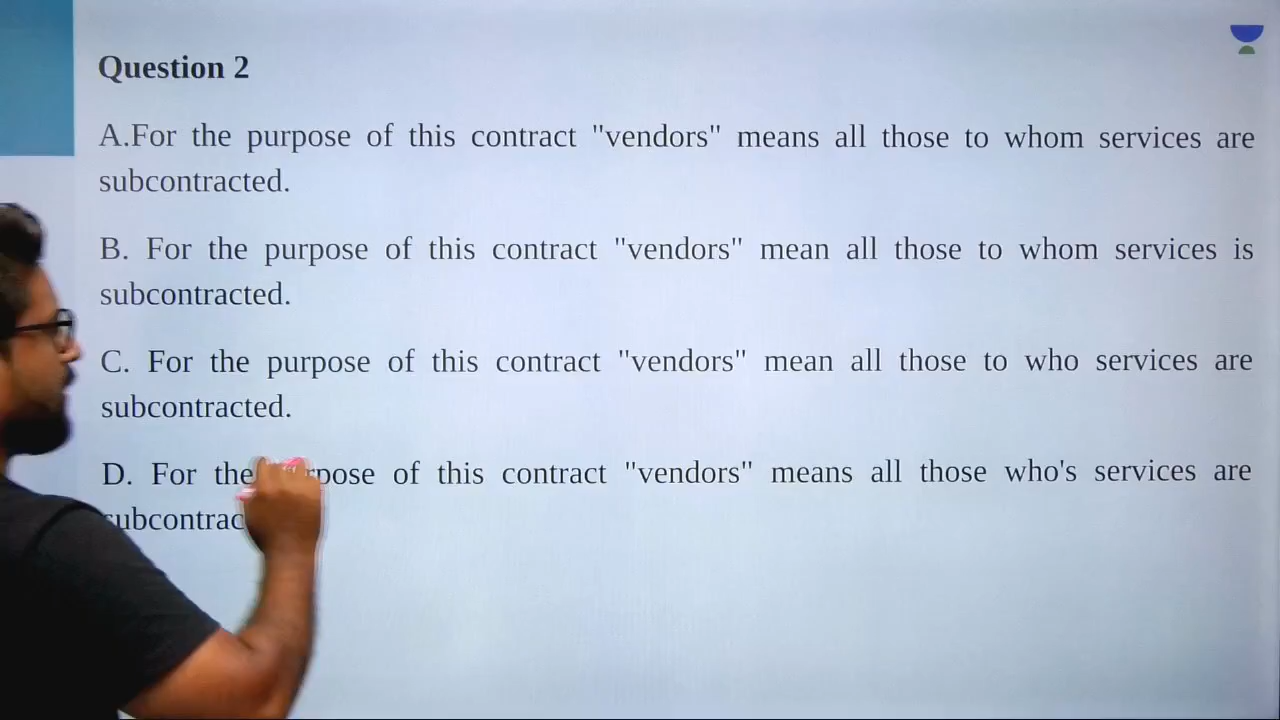 Question 2
A.For the purpose of this contract "vendors" means all those to whom services are
subcontracted.
B. For the purpose of this contract "vendors" mean all those to whom services is
subcontracted.
C. For the purpose of this contract "vendors" mean all those to who services are
subcontracted.
D. For the of this contract "vendors" means all those who's services are